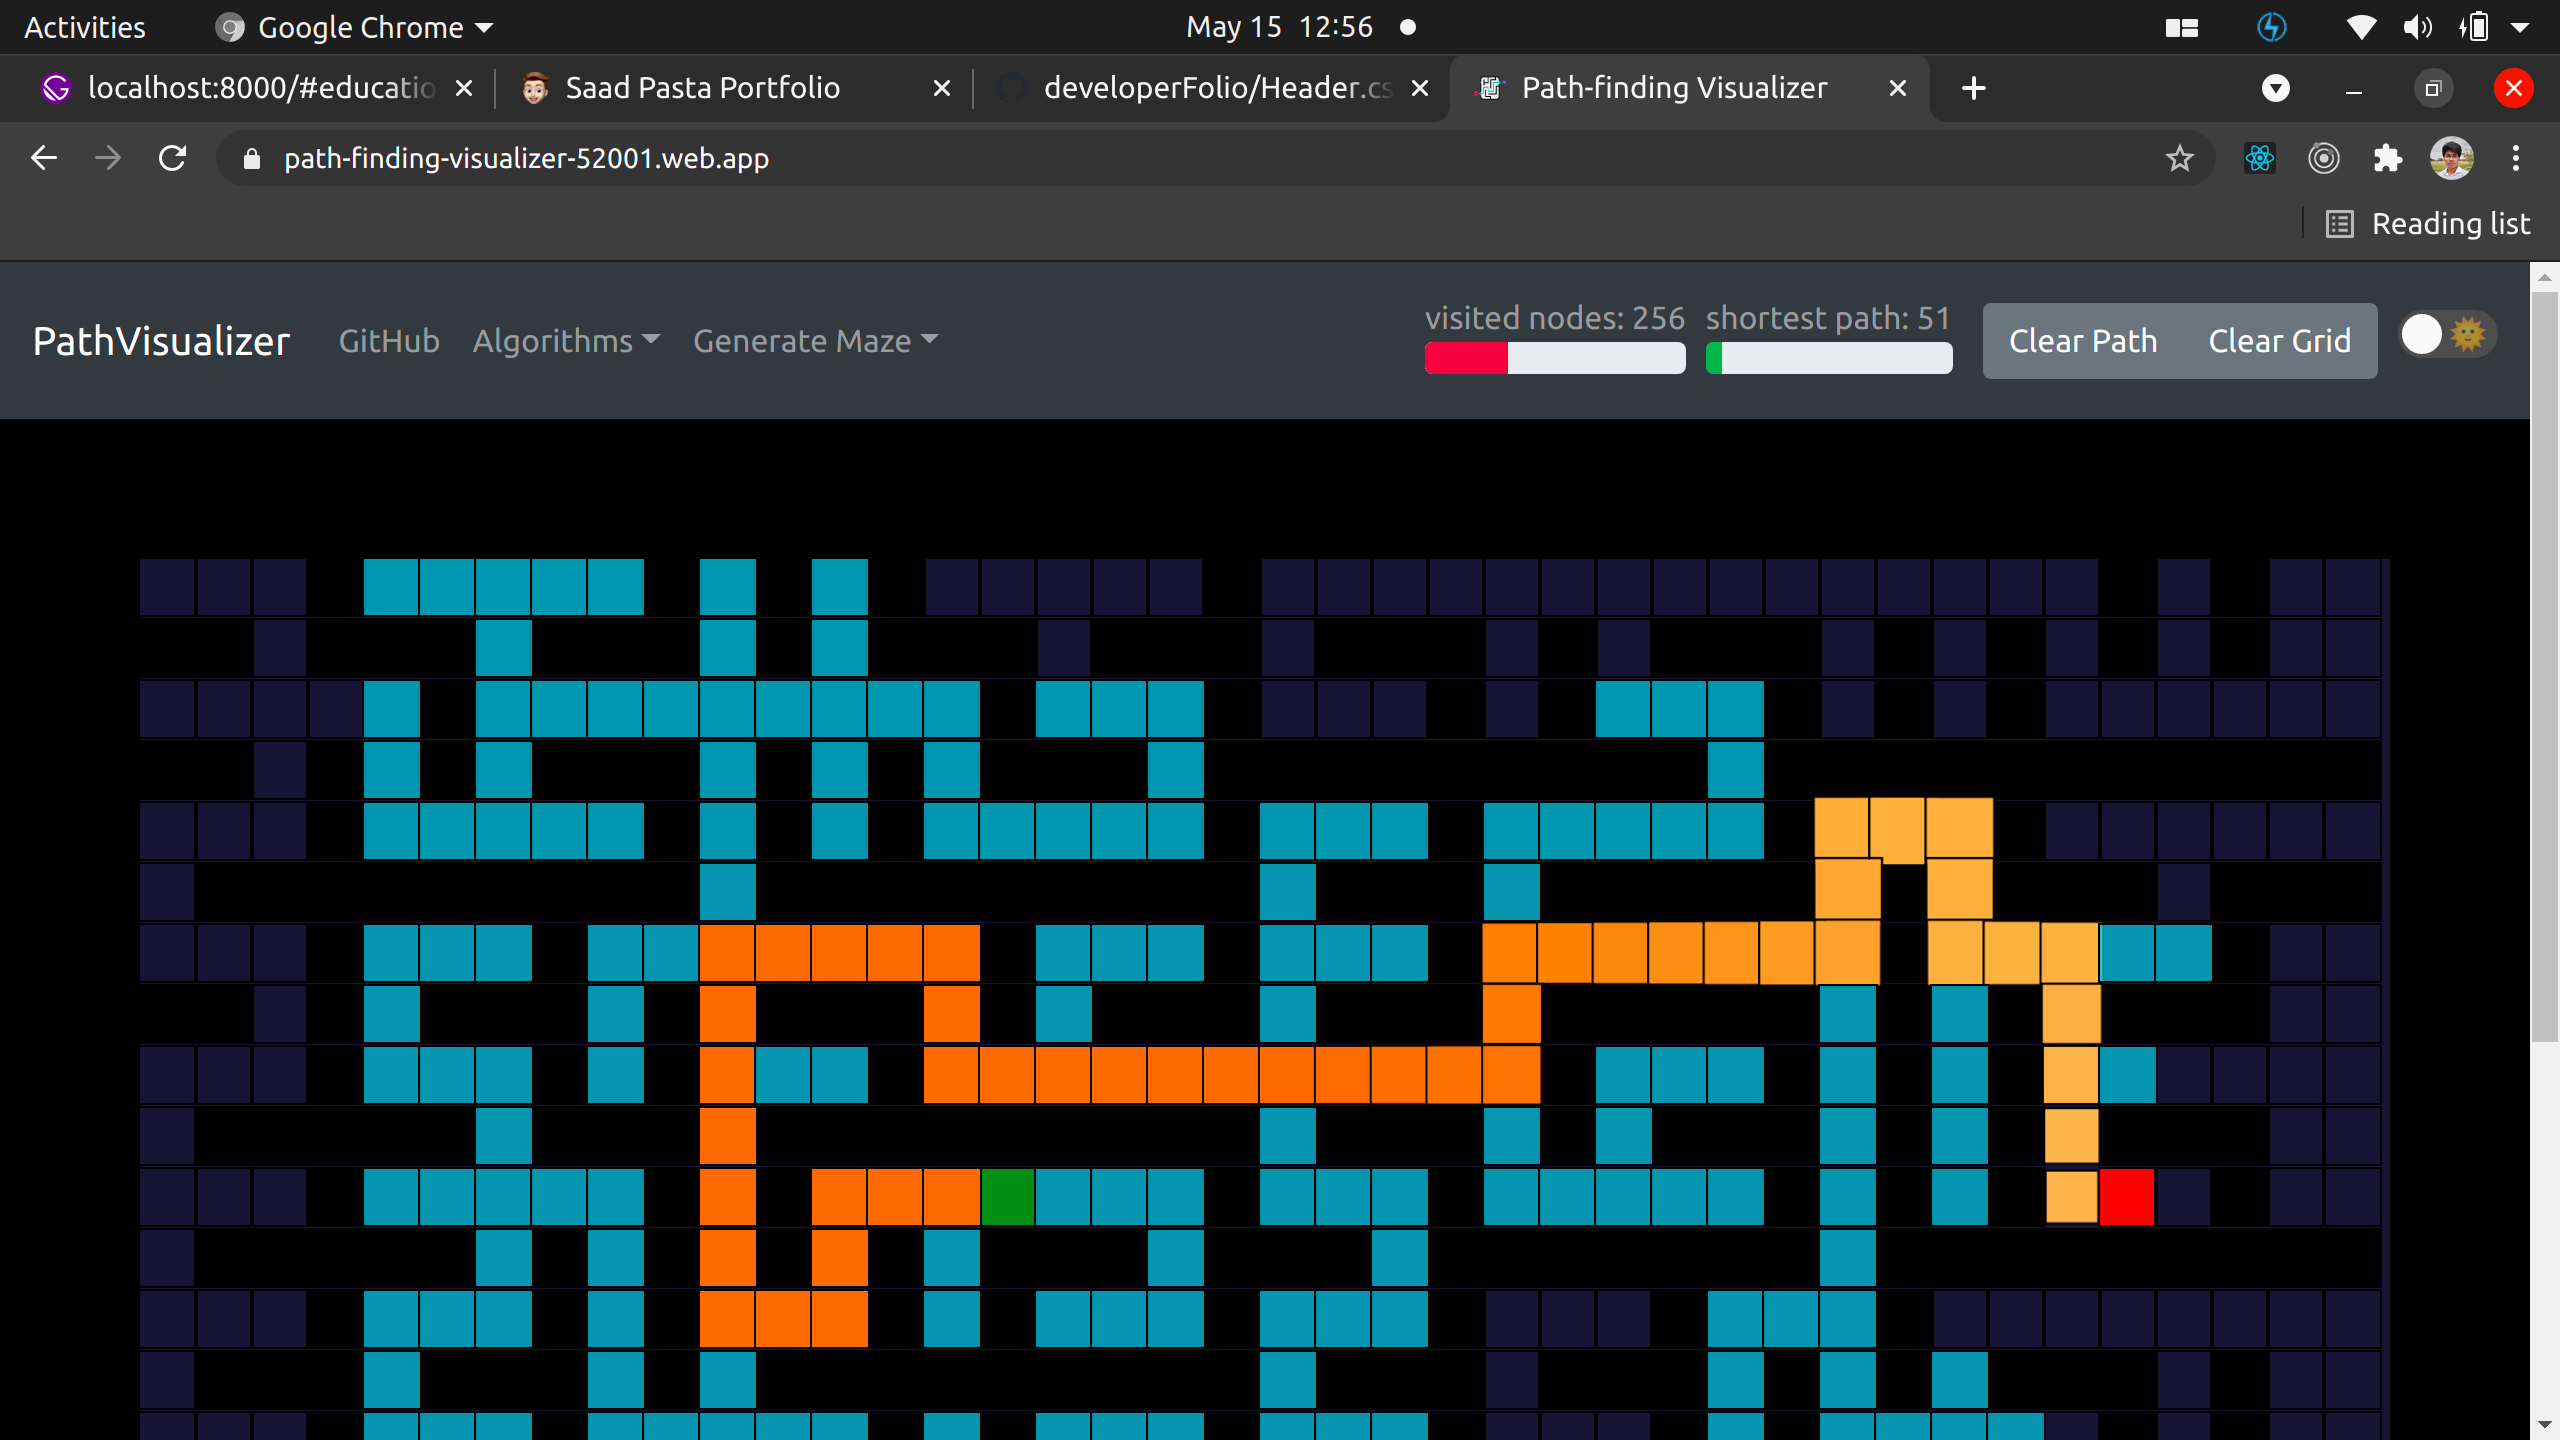 Activities Google Chrome May 15 12:56
localhost:8000/#educatio Saad Pasta Portfolio developerFolio/Header.cs Path-finding Visualizer
path-finding-visualizer-52001.web.app
Reading list
PathVisualizer GitHub Algorithms Generate Maze visited nodes: 256 shortest path: 51 Clear Path Clear Grid